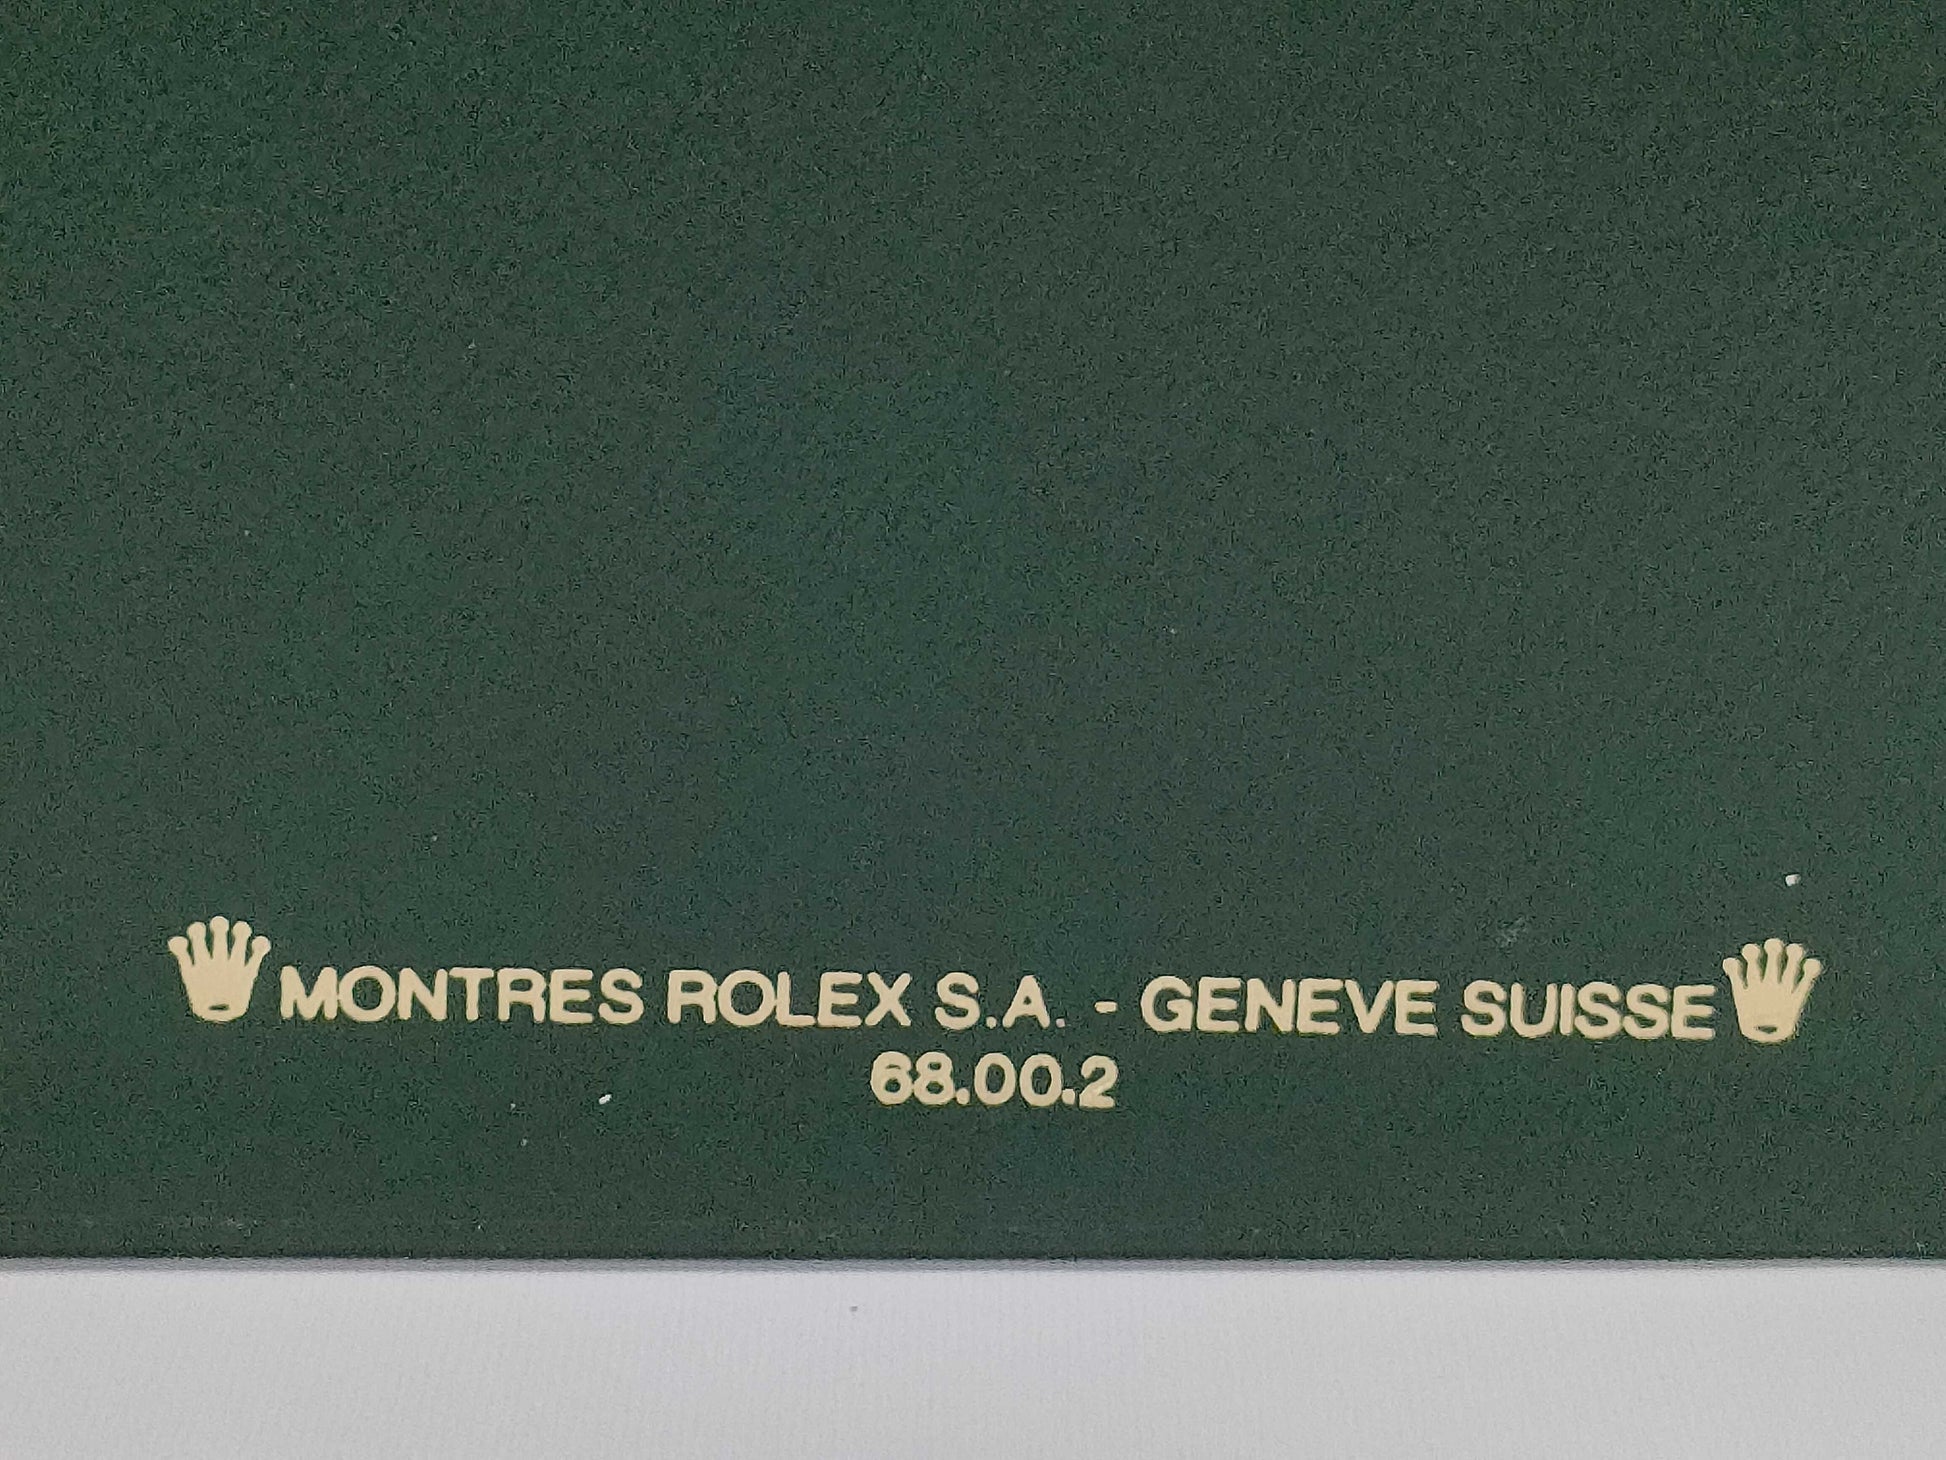 MONTRES ROLEX S.A. - GENEVE SUISSE
68.00.2